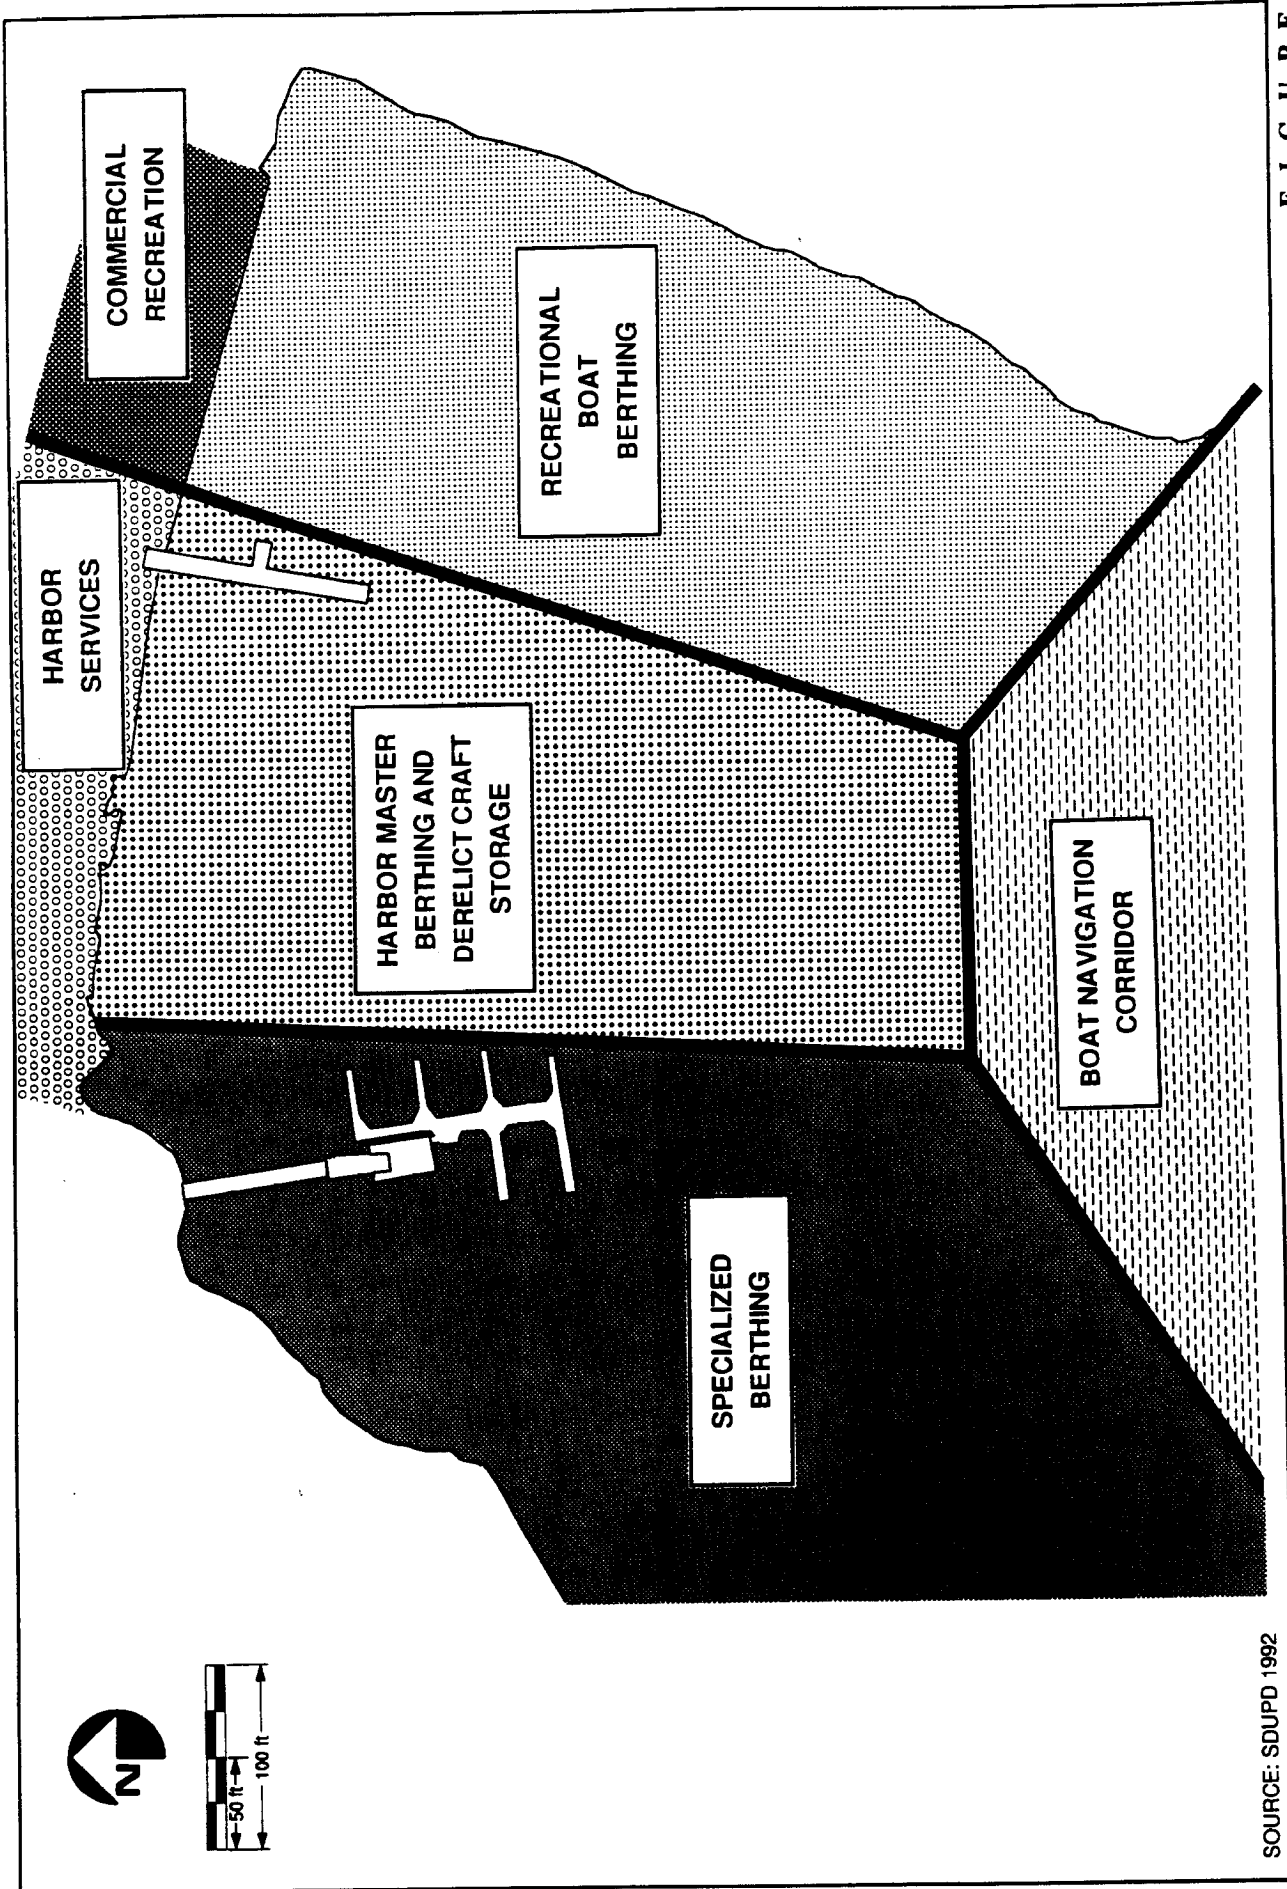 COMMERCIAL
RECREATION
HARBOR
SERVICES
RECREATIONAL
BOAT
BERTHING
HARBOR MASTER
BERTHING AND
DERELICT CRAFT
STORAGE
BOAT NAVIGATION
CORRIDOR
SPECIALIZED
BERTHING
N
50 ft
100 ft
SOURCE: SDUPD 1992